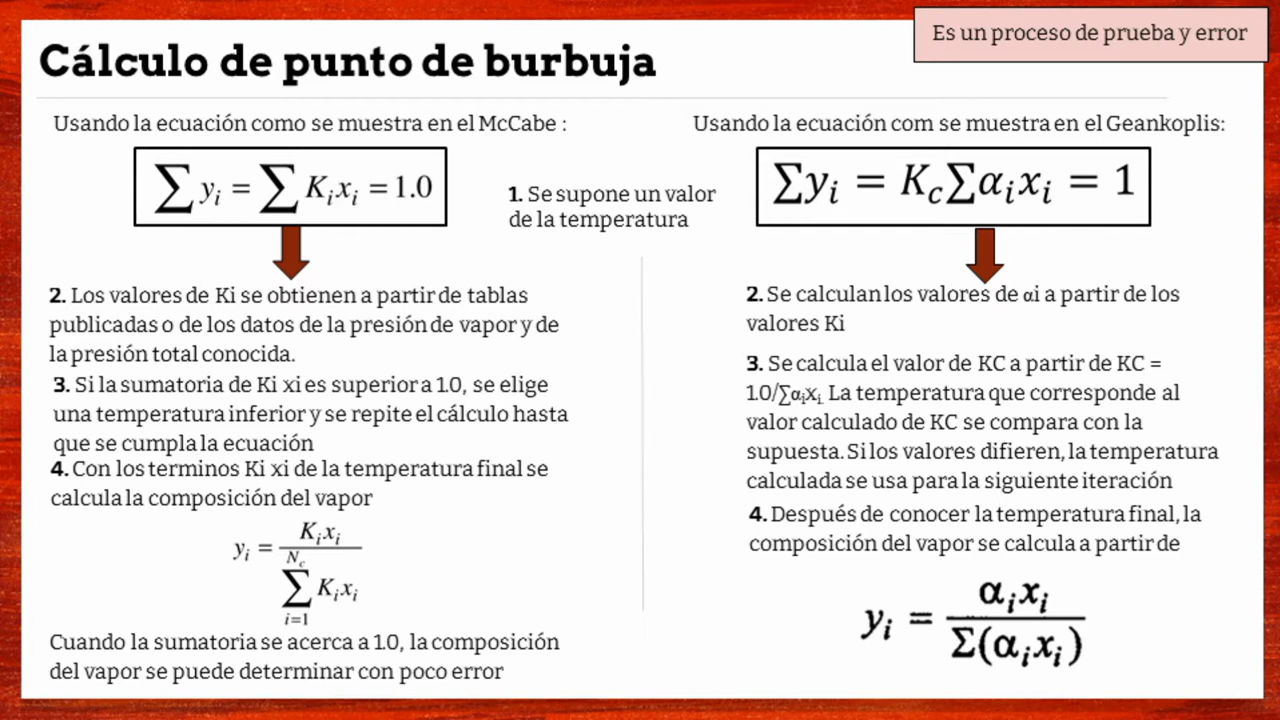 Es un proceso de prueba y error
Cálculo de punto de burbuja
Usando la ecuación como se muestra en el McCabe :
∑ yᵢ = ∑ Kᵢxᵢ = 1.0
1. Se supone un valor
de la temperatura
2. Los valores de Ki se obtienen a partir de tablas
publicadas o de los datos de la presión de vapor y de
la presión total conocida.
3. Si la sumatoria de Ki xi es superior a 1.0, se elige
una temperatura inferior y se repite el cálculo hasta
que se cumpla la ecuación
4. Con los terminos Ki xi de la temperatura final se
calcula la composición del vapor
yᵢ = Kᵢxᵢ / ∑ᵢ₌₁^Nc Kᵢxᵢ
Cuando la sumatoria se acerca a 1.0, la composición
del vapor se puede determinar con poco error
Usando la ecuación com se muestra en el Geankoplis:
∑yᵢ = K_c∑αᵢxᵢ = 1
2. Se calculan los valores de αi a partir de los
valores Ki
3. Se calcula el valor de KC a partir de KC =
1.0/∑αᵢxᵢ. La temperatura que corresponde al
valor calculado de KC se compara con la
supuesta. Si los valores difieren, la temperatura
calculada se usa para la siguiente iteración
4. Después de conocer la temperatura final, la
composición del vapor se calcula a partir de
yᵢ = αᵢxᵢ / Σ(αᵢxᵢ)